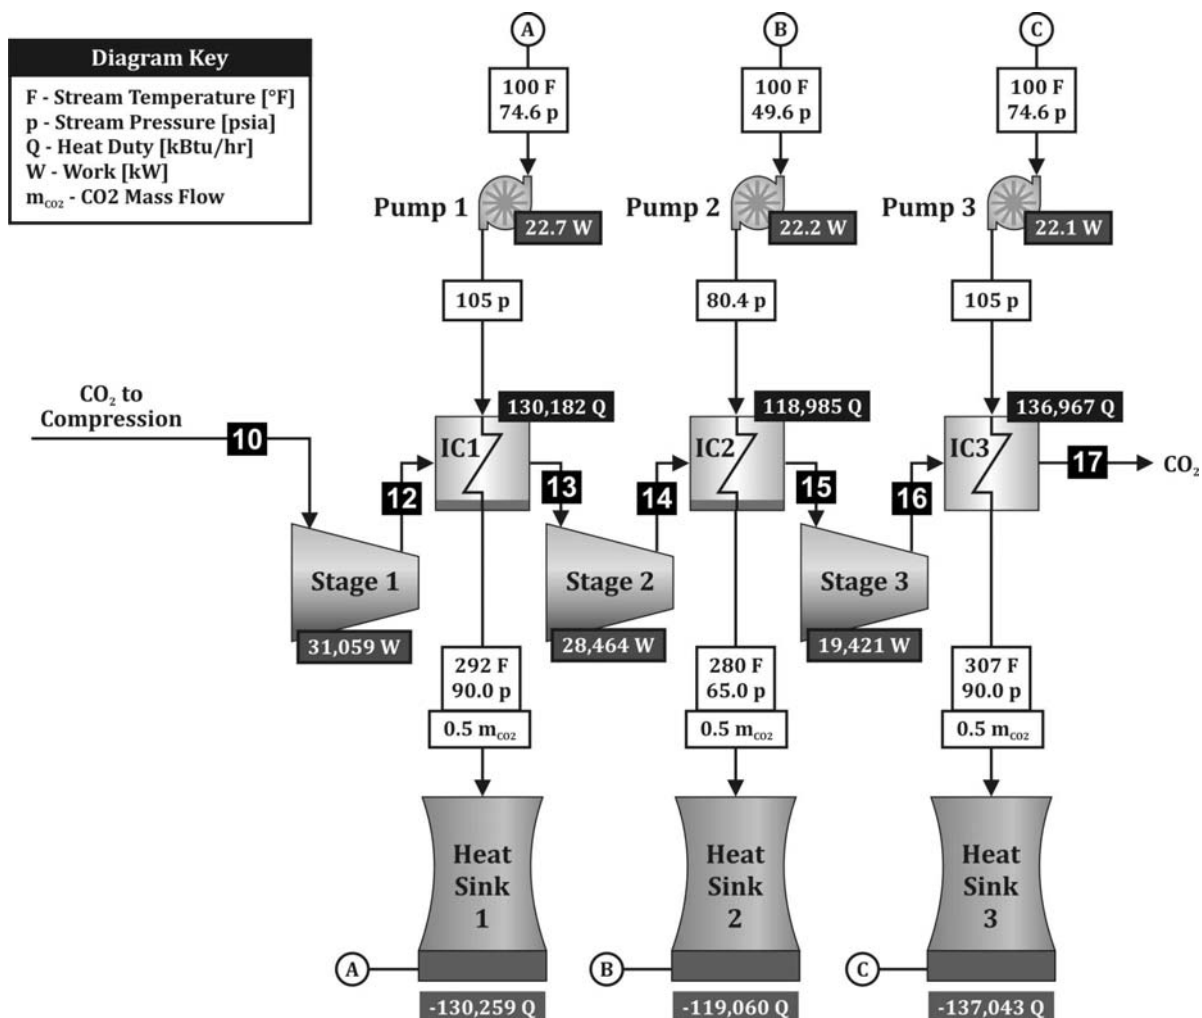 Diagram Key
F - Stream Temperature [°F]
p - Stream Pressure [psia]
Q - Heat Duty [kBtu/hr]
W - Work [kW]
m_CO2 - CO2 Mass Flow
A
B
C
100 F
74.6 p
100 F
49.6 p
100 F
74.6 p
Pump 1
22.7 W
Pump 2
22.2 W
Pump 3
22.1 W
105 p
80.4 p
105 p
CO₂ to
Compression
10
130,182 Q
IC1
12
13
118,985 Q
IC2
14
15
136,967 Q
IC3
16
17
CO₂
Stage 1
31,059 W
Stage 2
28,464 W
Stage 3
19,421 W
292 F
90.0 p
0.5 m_CO2
280 F
65.0 p
0.5 m_CO2
307 F
90.0 p
0.5 m_CO2
Heat
Sink
1
Heat
Sink
2
Heat
Sink
3
A
B
C
-130,259 Q
-119,060 Q
-137,043 Q